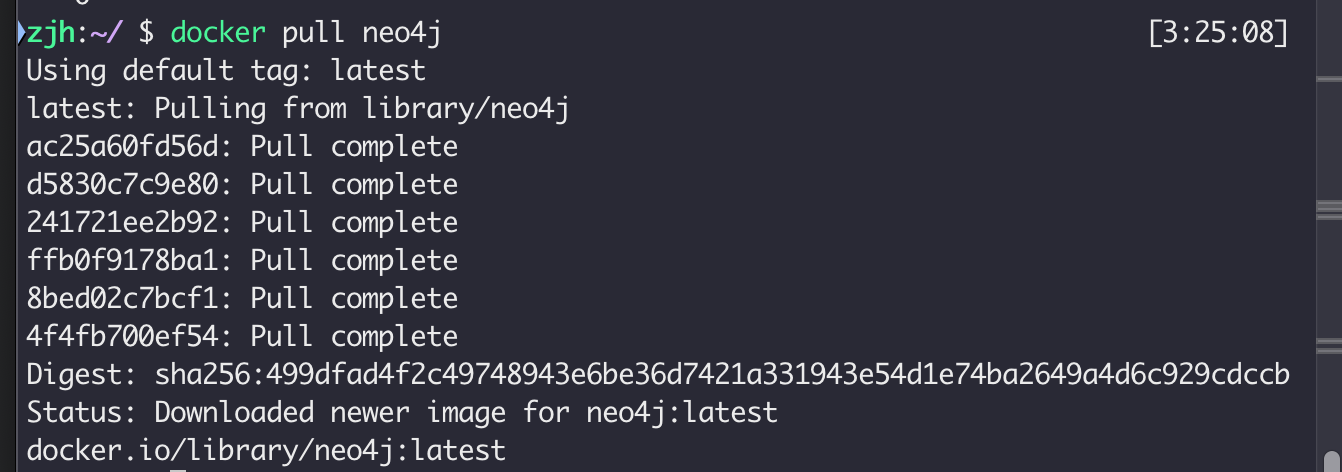 zjh:~/ $ docker pull neo4j [3:25:08]
Using default tag: latest
latest: Pulling from library/neo4j
ac25a60fd56d: Pull complete
d5830c7c9e80: Pull complete
241721ee2b92: Pull complete
ffb0f9178ba1: Pull complete
8bed02c7bcf1: Pull complete
4f4fb700ef54: Pull complete
Digest: sha256:499dfad4f2c49748943e6be36d7421a331943e54d1e74ba2649a4d6c929cdccb
Status: Downloaded newer image for neo4j:latest
docker.io/library/neo4j:latest